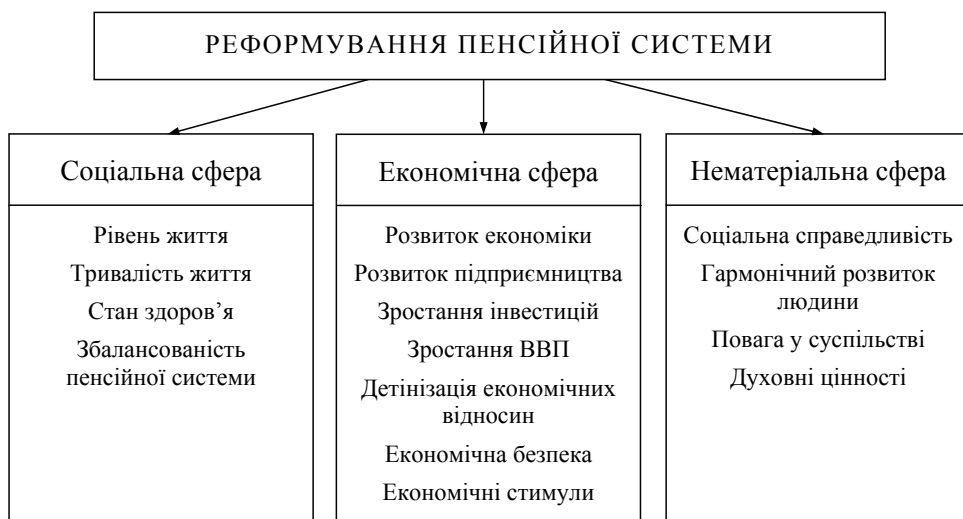 РЕФОРМУВАННЯ ПЕНСІЙНОЇ СИСТЕМИ
Соціальна сфера
Рівень життя
Тривалість життя
Стан здоров’я
Збалансованість
пенсійної системи
Економічна сфера
Розвиток економіки
Розвиток підприємництва
Зростання інвестицій
Зростання ВВП
Детінізація економічних
відносин
Економічна безпека
Економічні стимули
Нематеріальна сфера
Соціальна справедливість
Гармонічний розвиток
людини
Повага у суспільстві
Духовні цінності